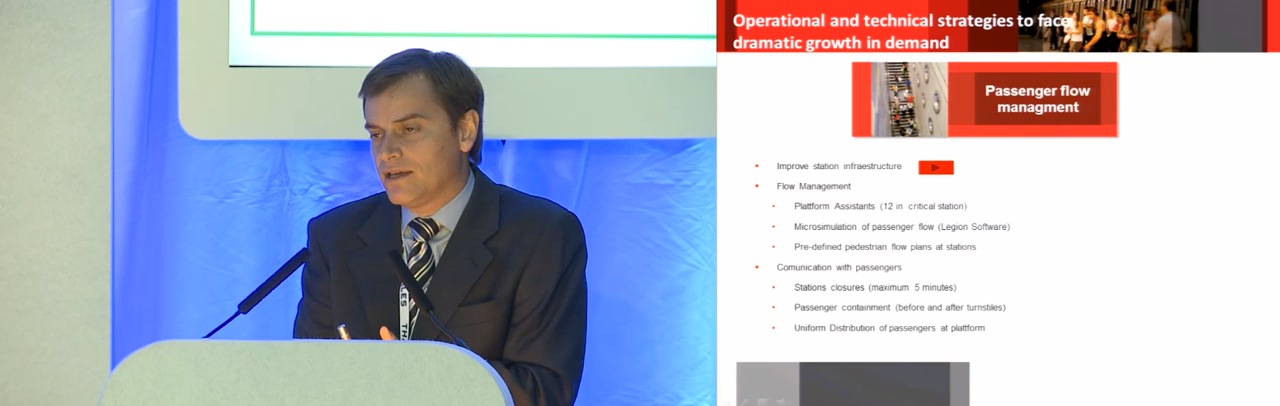 Operational and technical strategies to face
dramatic growth in demand
Passenger flow
managment
Improve station infraestructure
Flow Management
Plattform Assistants (12 in critical station)
Microsimulation of passenger flow (Legion Software)
Pre-defined pedestrian flow plans at stations
Comunication with passengers
Stations closures (maximum 5 minutes)
Passenger containment (before and after turnstiles)
Uniform Distribution of passengers at plattform